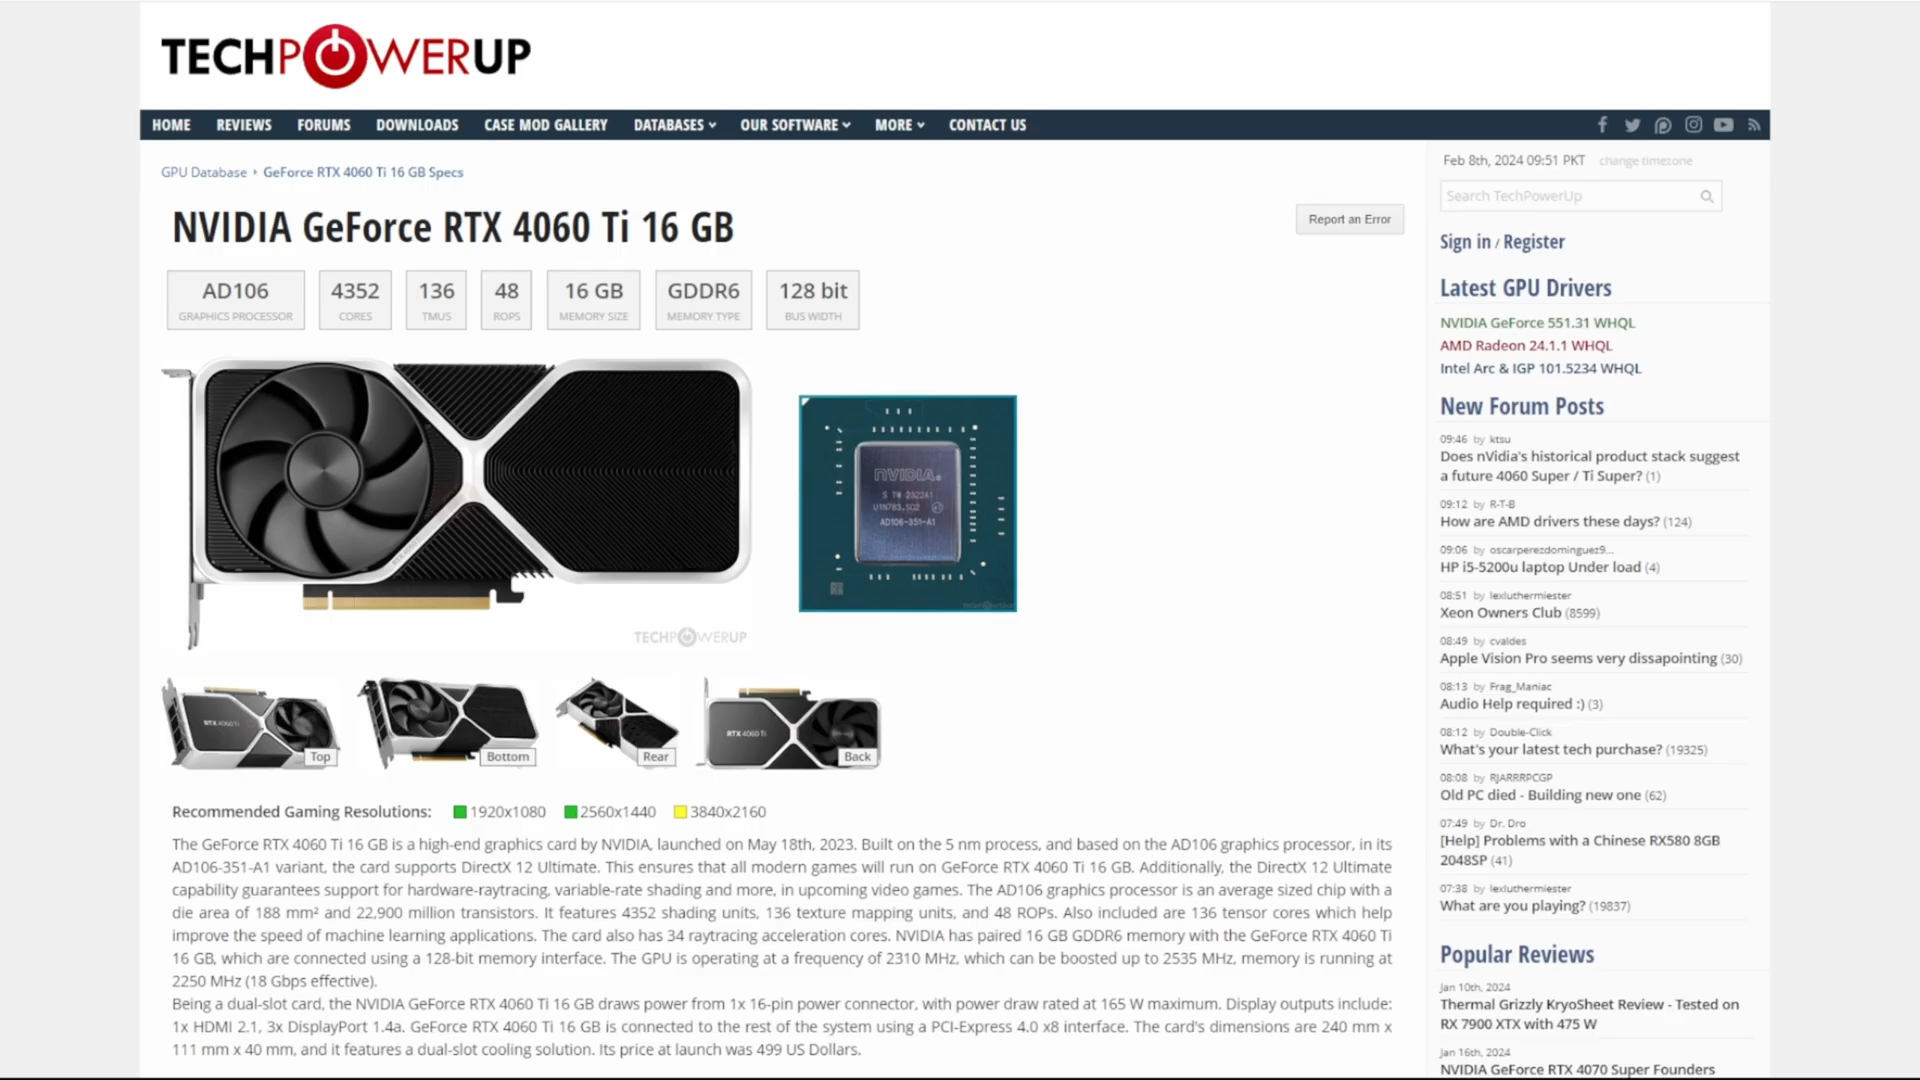 TECHPOWERUP
HOME REVIEWS FORUMS DOWNLOADS CASE MOD GALLERY DATABASES OUR SOFTWARE MORE CONTACT US
GPU Database › GeForce RTX 4060 Ti 16 GB Specs
NVIDIA GeForce RTX 4060 Ti 16 GB
Report an Error
AD106 4352 136 48 16 GB GDDR6 128 bit
GRAPHICS PROCESSOR CORES TMUS ROPS MEMORY SIZE MEMORY TYPE BUS WIDTH
NVIDIA
AD106-351-A1
TECHPOWERUP
RTX 4060 Ti
Top
Bottom
Rear
RTX 4060 Ti
Back
Recommended Gaming Resolutions: 1920x1080 2560x1440 3840x2160
The GeForce RTX 4060 Ti 16 GB is a high-end graphics card by NVIDIA, launched on May 18th, 2023. Built on the 5 nm process, and based on the AD106 graphics processor, in its
AD106-351-A1 variant, the card supports DirectX 12 Ultimate. This ensures that all modern games will run on GeForce RTX 4060 Ti 16 GB. Additionally, the DirectX 12 Ultimate
capability guarantees support for hardware-raytracing, variable-rate shading and more, in upcoming video games. The AD106 graphics processor is an average sized chip with a
die area of 188 mm² and 22,900 million transistors. It features 4352 shading units, 136 texture mapping units, and 48 ROPs. Also included are 136 tensor cores which help
improve the speed of machine learning applications. The card also has 34 raytracing acceleration cores. NVIDIA has paired 16 GB GDDR6 memory with the GeForce RTX 4060 Ti
16 GB, which are connected using a 128-bit memory interface. The GPU is operating at a frequency of 2310 MHz, which can be boosted up to 2535 MHz, memory is running at
2250 MHz (18 Gbps effective).
Being a dual-slot card, the NVIDIA GeForce RTX 4060 Ti 16 GB draws power from 1x 16-pin power connector, with power draw rated at 165 W maximum. Display outputs include:
1x HDMI 2.1, 3x DisplayPort 1.4a. GeForce RTX 4060 Ti 16 GB is connected to the rest of the system using a PCI-Express 4.0 x8 interface. The card's dimensions are 240 mm x
111 mm x 40 mm, and it features a dual-slot cooling solution. Its price at launch was 499 US Dollars.
Feb 8th, 2024 09:51 PKT change timezone
Search TechPowerUp
Sign in / Register
Latest GPU Drivers
NVIDIA GeForce 551.31 WHQL
AMD Radeon 24.1.1 WHQL
Intel Arc & IGP 101.5234 WHQL
New Forum Posts
09:46 by ktsu
Does nVidia's historical product stack suggest
a future 4060 Super / Ti Super? (1)
09:12 by R-T-B
How are AMD drivers these days? (124)
09:06 by oscarperezdominguez9...
HP i5-5200u laptop Under load (4)
08:51 by lexluthermiester
Xeon Owners Club (8599)
08:49 by cvaldes
Apple Vision Pro seems very dissapointing (30)
08:13 by Frag_Maniac
Audio Help required :) (3)
08:12 by Double-Click
What's your latest tech purchase? (19325)
08:08 by RJARRRPCGP
Old PC died - Building new one (62)
07:49 by Dr. Dro
[Help] Problems with a Chinese RX580 8GB
2048SP (41)
07:38 by lexluthermiester
What are you playing? (19837)
Popular Reviews
Jan 10th, 2024
Thermal Grizzly KryoSheet Review - Tested on
RX 7900 XTX with 475 W
Jan 16th, 2024
NVIDIA GeForce RTX 4070 Super Founders